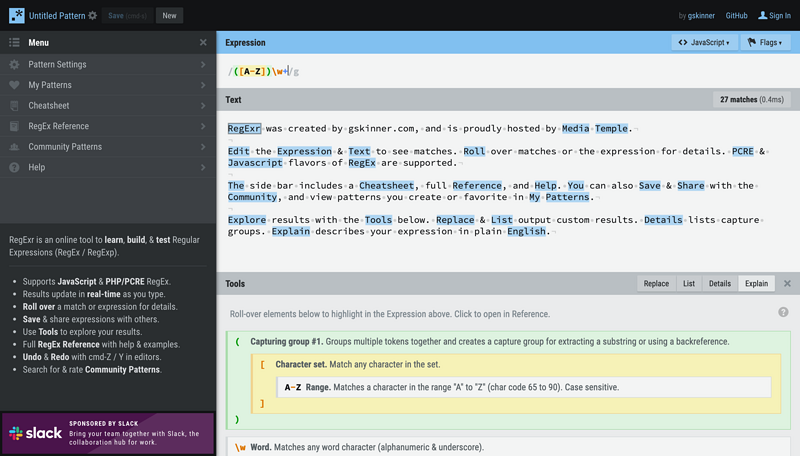 Untitled Pattern
Save (cmd-s)
New
by gskinner
GitHub
Sign In
Menu
Pattern Settings
My Patterns
Cheatsheet
RegEx Reference
Community Patterns
Help
RegExr is an online tool to learn, build, & test Regular
Expressions (RegEx / RegExp).
• Supports JavaScript & PHP/PCRE RegEx.
• Results update in real-time as you type.
• Roll over a match or expression for details.
• Save & share expressions with others.
• Use Tools to explore your results.
• Full RegEx Reference with help & examples.
• Undo & Redo with cmd-Z / Y in editors.
• Search for & rate Community Patterns.
slack
SPONSORED BY SLACK
Bring your team together with Slack, the
collaboration hub for work.
Expression
<> JavaScript ▾
Flags ▾
/([A-Z])\w+/g
Text
27 matches (0.4ms)
RegExr was created by gskinner.com, and is proudly hosted by Media Temple.
Edit the Expression & Text to see matches. Roll over matches or the expression for details. PCRE &
Javascript flavors of RegEx are supported.
The side bar includes a Cheatsheet, full Reference, and Help. You can also Save & Share with the
Community, and view patterns you create or favorite in My Patterns.
Explore results with the Tools below. Replace & List output custom results. Details lists capture
groups. Explain describes your expression in plain English.
Tools
Replace
List
Details
Explain
Roll-over elements below to highlight in the Expression above. Click to open in Reference.
( Capturing group #1. Groups multiple tokens together and creates a capture group for extracting a substring or using a backreference.
[ Character set. Match any character in the set.
A-Z Range. Matches a character in the range "A" to "Z" (char code 65 to 90). Case sensitive.
]
)
\w Word. Matches any word character (alphanumeric & underscore).